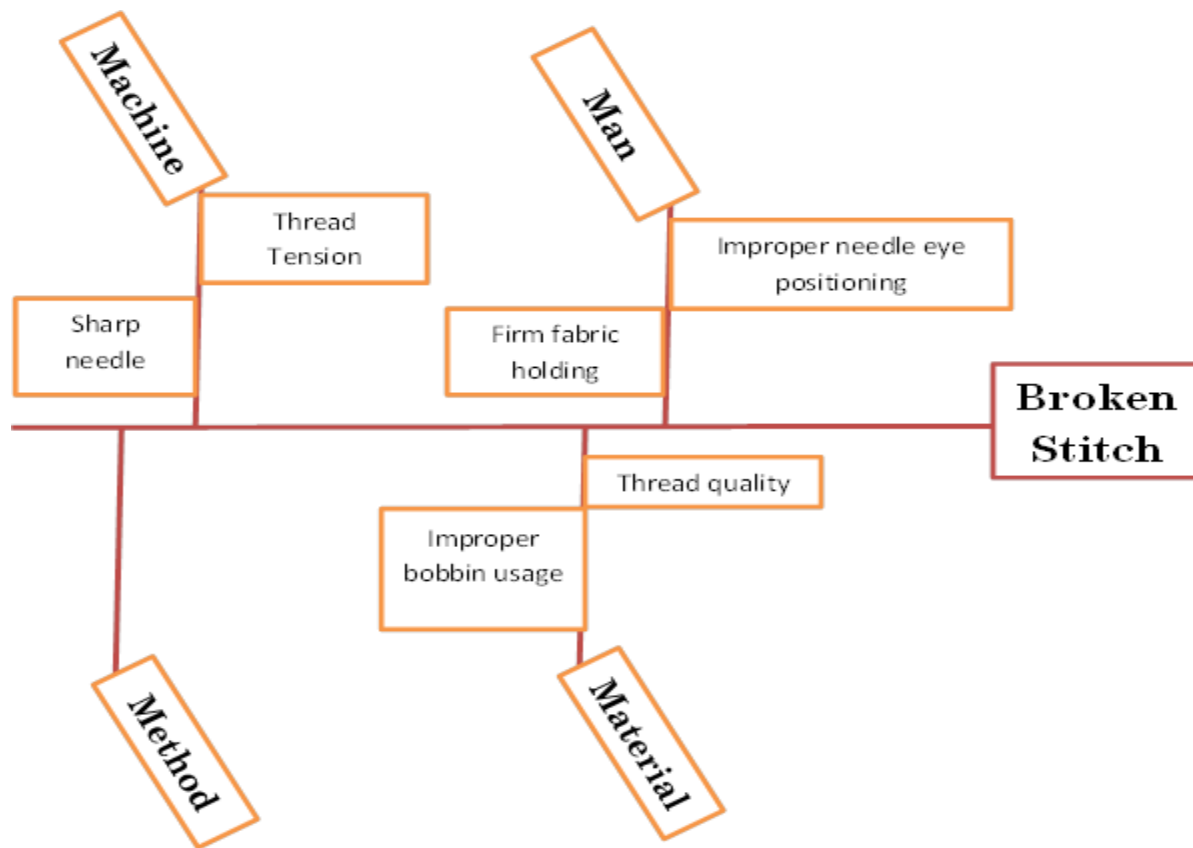 Machine
Man
Thread
Tension
Improper needle eye
positioning
Sharp
needle
Firm fabric
holding
Broken
Stitch
Thread quality
Improper
bobbin usage
Method
Material